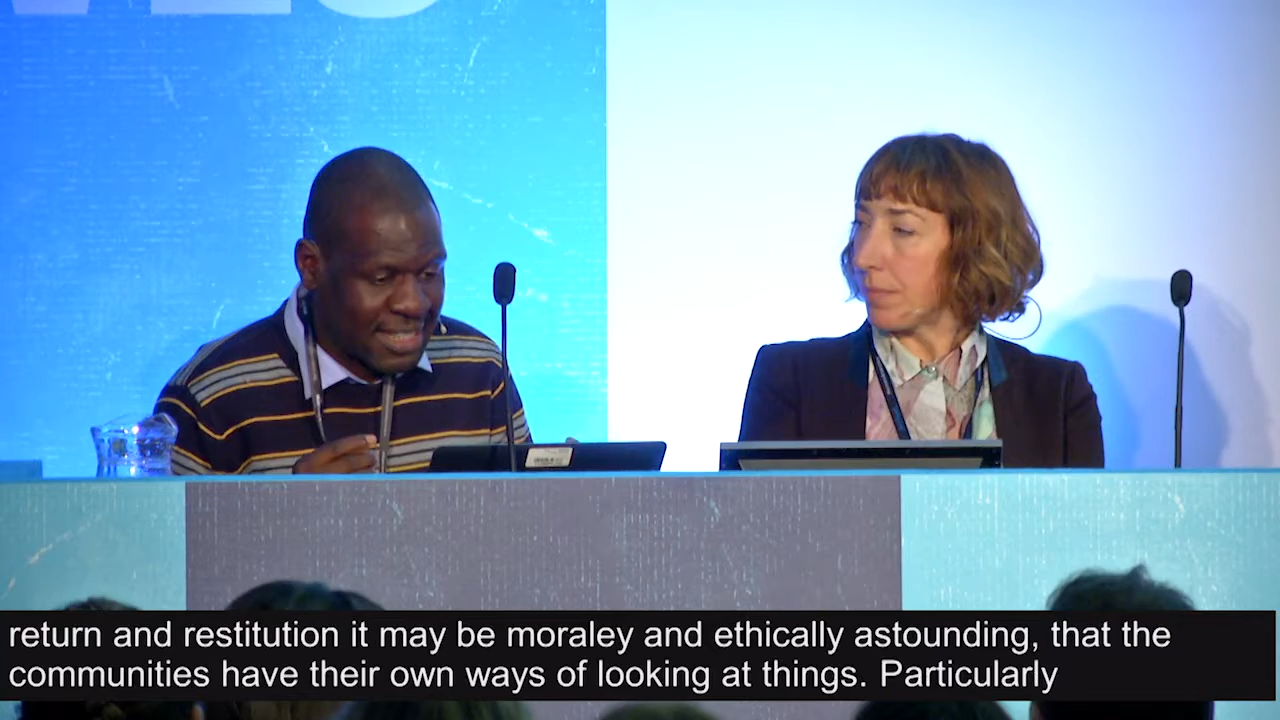 return and restitution it may be moraley and ethically astounding, that the
communities have their own ways of looking at things. Particularly